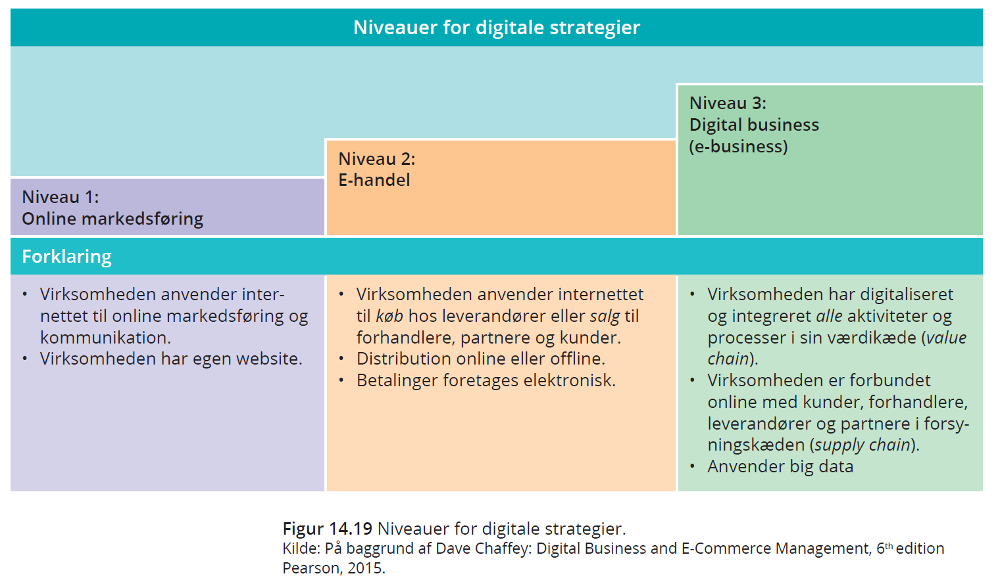 Niveauer for digitale strategier
Niveau 1:
Online markedsføring
Niveau 2:
E-handel
Niveau 3:
Digital business
(e-business)
Forklaring
• Virksomheden anvender inter-
nettet til online markedsføring og
kommunikation.
• Virksomheden har egen website.
• Virksomheden anvender internettet
til køb hos leverandører eller salg til
forhandlere, partnere og kunder.
• Distribution online eller offline.
• Betalinger foretages elektronisk.
• Virksomheden har digitaliseret
og integreret alle aktiviteter og
processer i sin værdikæde (value
chain).
• Virksomheden er forbundet
online med kunder, forhandlere,
leverandører og partnere i forsy-
ningskæden (supply chain).
• Anvender big data
Figur 14.19 Niveauer for digitale strategier.
Kilde: På baggrund af Dave Chaffey: Digital Business and E-Commerce Management, 6th edition
Pearson, 2015.